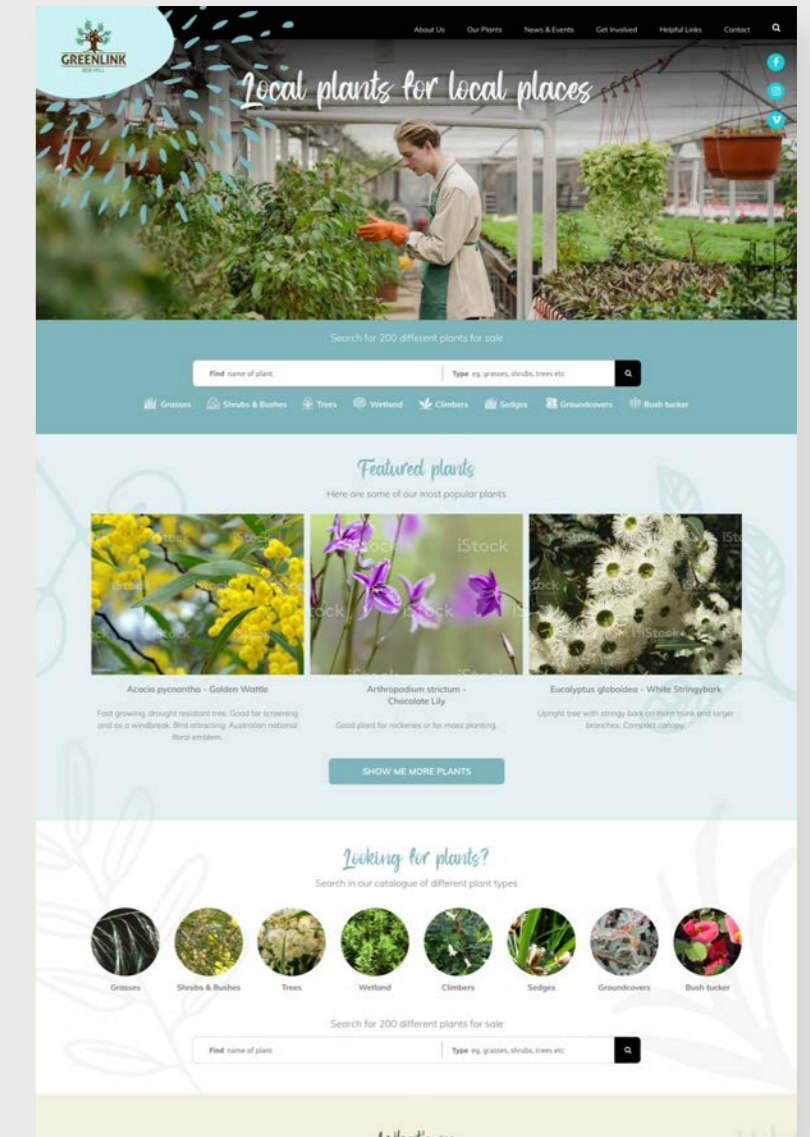 GREENLINK
BOX HILL
About Us Our Plants News & Events Get Involved Helpful Links Contact
Local plants for local places
Search for 200 different plants for sale
Find name of plant Type eg. grasses, shrubs, trees etc
Grasses Shrubs & Bushes Trees Wetland Climbers Sedges Groundcovers Bush tucker
Featured plants
Here are some of our most popular plants
iStock
Acacia pycnantha - Golden Wattle
Fast growing, drought resistant tree. Good for screening
and as a windbreak. Bird attracting. Australian national
floral emblem.
Arthropodium strictum -
Chocolate Lily
Good plant for rockeries or for mass planting.
Eucalyptus globoidea - White Stringybark
Upright tree with stringy bark on main trunk and larger
branches. Compact canopy.
SHOW ME MORE PLANTS
Looking for plants?
Search in our catalogue of different plant types
Grasses Shrubs & Bushes Trees Wetland Climbers Sedges Groundcovers Bush tucker
Search for 200 different plants for sale
Find name of plant Type eg. grasses, shrubs, trees etc